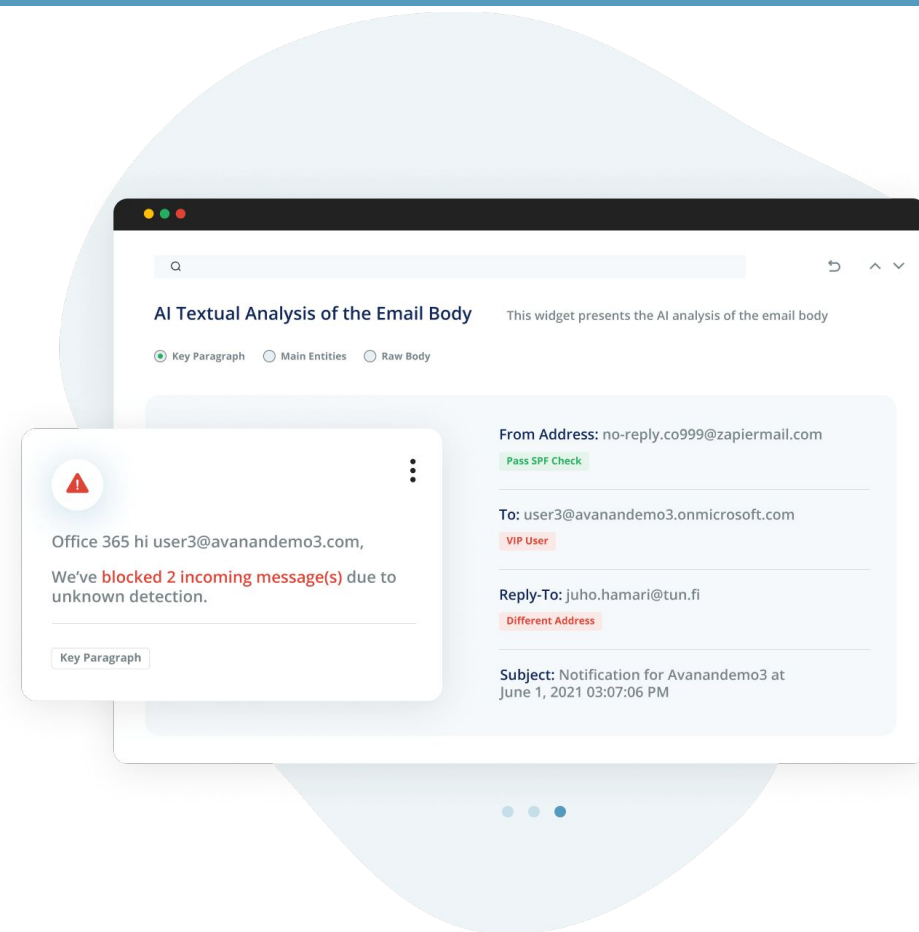 AI Textual Analysis of the Email Body
This widget presents the AI analysis of the email body
Key Paragraph
Main Entities
Raw Body
Office 365 hi user3@avanandemo3.com,
We’ve blocked 2 incoming message(s) due to
unknown detection.
Key Paragraph
From Address: no-reply.co999@zapiermail.com
Pass SPF Check
To: user3@avanandemo3.onmicrosoft.com
VIP User
Reply-To: juho.hamari@tun.fi
Different Address
Subject: Notification for Avanandemo3 at
June 1, 2021 03:07:06 PM